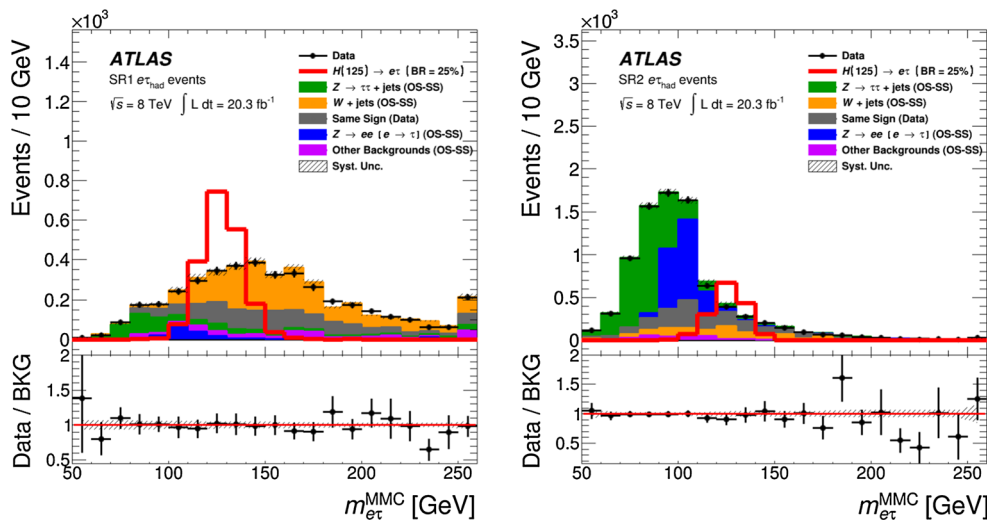 ×10³
ATLAS
SR1 eτhad events
√s = 8 TeV ∫ L dt = 20.3 fb⁻¹
Data
H(125) → eτ (BR = 25%)
Z → ττ + jets (OS-SS)
W + jets (OS-SS)
Same Sign (Data)
Z → ee [e → τ] (OS-SS)
Other Backgrounds (OS-SS)
Syst. Unc.
Events / 10 GeV
1.4
1.2
1
0.8
0.6
0.4
0.2
0
Data / BKG
2
1.5
1
0.5
50 100 150 200 250
m_eτ^MMC [GeV]
×10³
ATLAS
SR2 eτhad events
√s = 8 TeV ∫ L dt = 20.3 fb⁻¹
Data
H(125) → eτ (BR = 25%)
Z → ττ + jets (OS-SS)
W + jets (OS-SS)
Same Sign (Data)
Z → ee [e → τ] (OS-SS)
Other Backgrounds (OS-SS)
Syst. Unc.
Events / 10 GeV
3.5
3
2.5
2
1.5
1
0.5
0
Data / BKG
2
1.5
1
0.5
50 100 150 200 250
m_eτ^MMC [GeV]